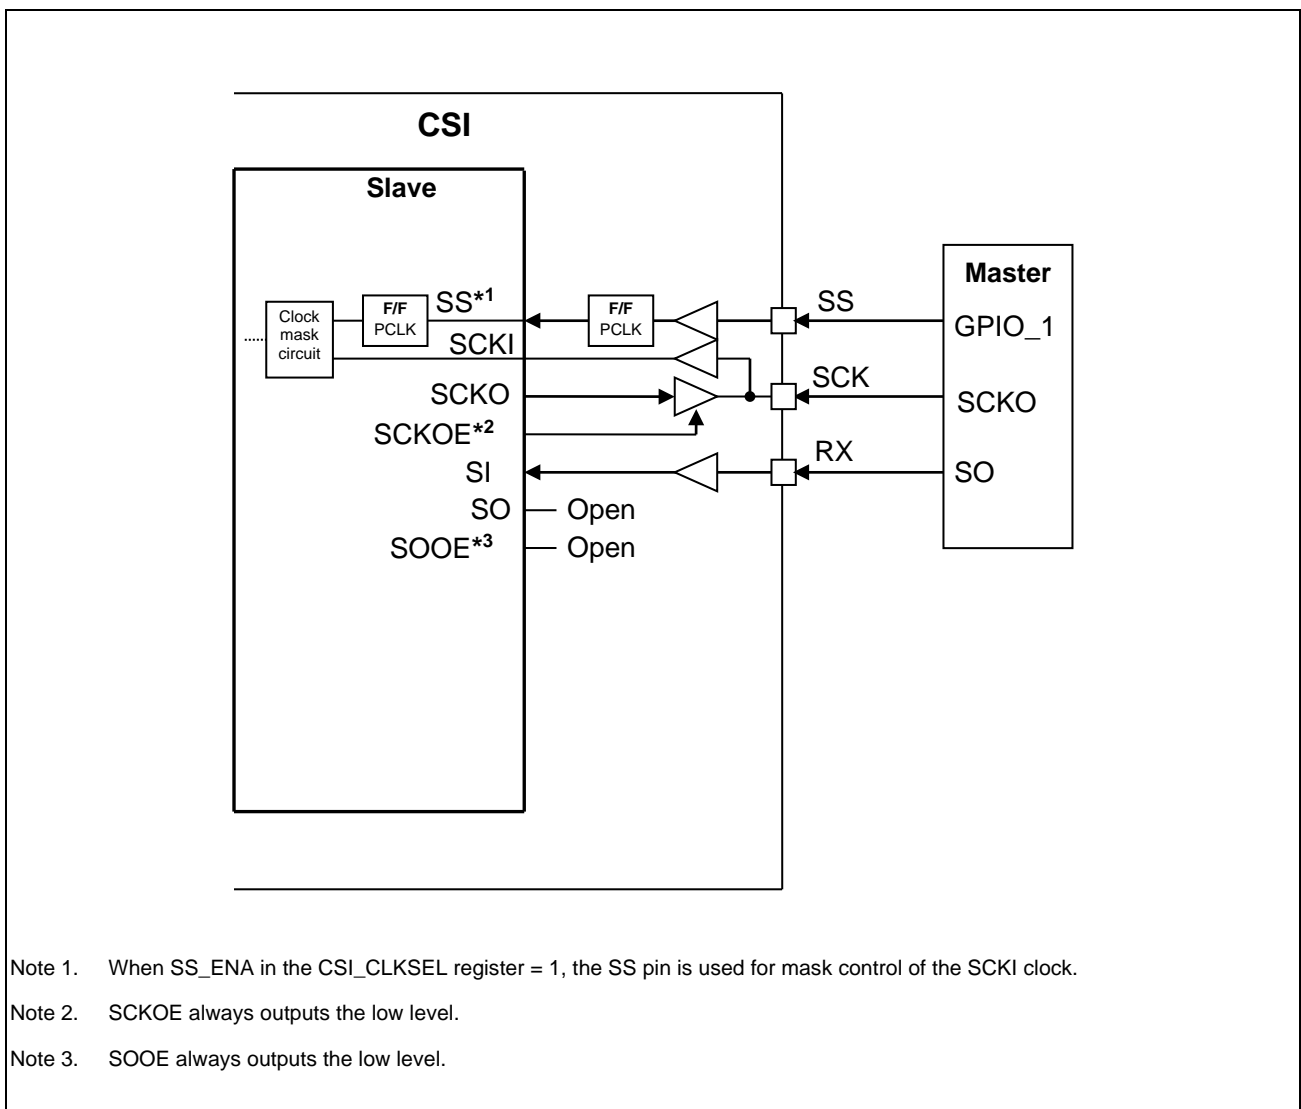 CSI
Slave
Master
SS*1
F/F
PCLK
F/F
PCLK
SS
GPIO_1
Clock
mask
circuit
SCKI
SCK
SCKO
SCKO
SCKOE*2
RX
SI
SO
SO
Open
SOOE*3
Open
Note 1. When SS_ENA in the CSI_CLKSEL register = 1, the SS pin is used for mask control of the SCKI clock.
Note 2. SCKOE always outputs the low level.
Note 3. SOOE always outputs the low level.